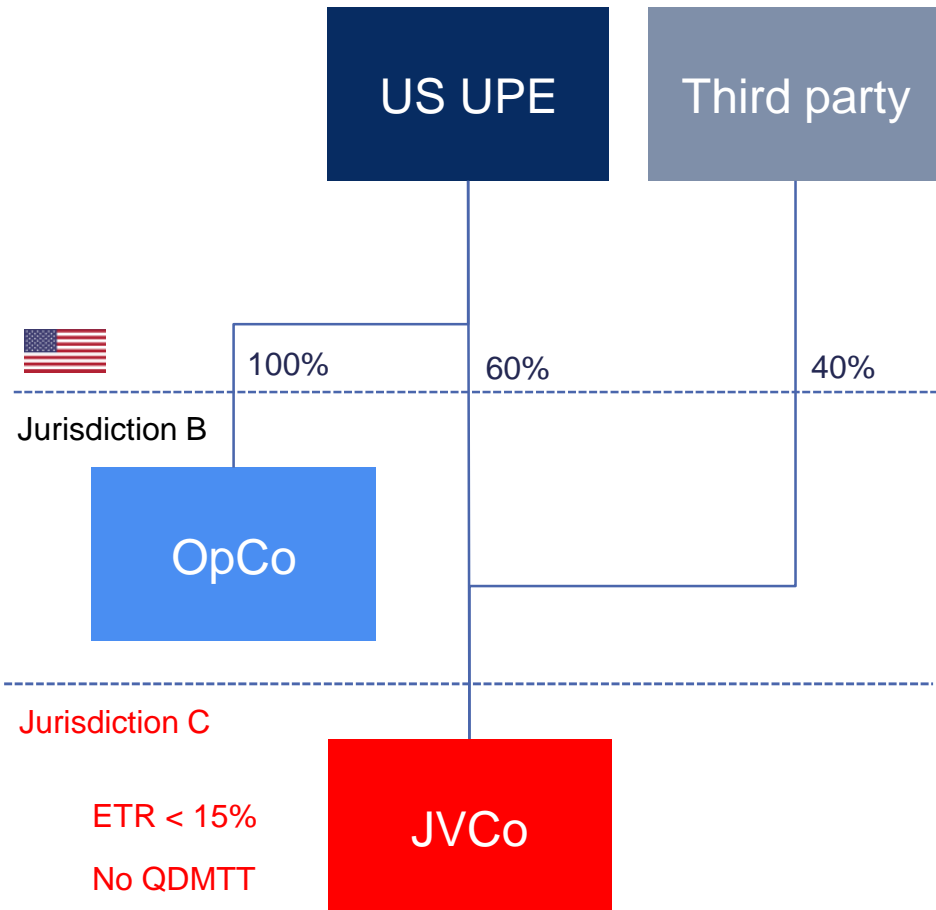 US UPE
Third party
100%
60%
40%
Jurisdiction B
OpCo
Jurisdiction C
ETR < 15%
JVCo
No QDMTT